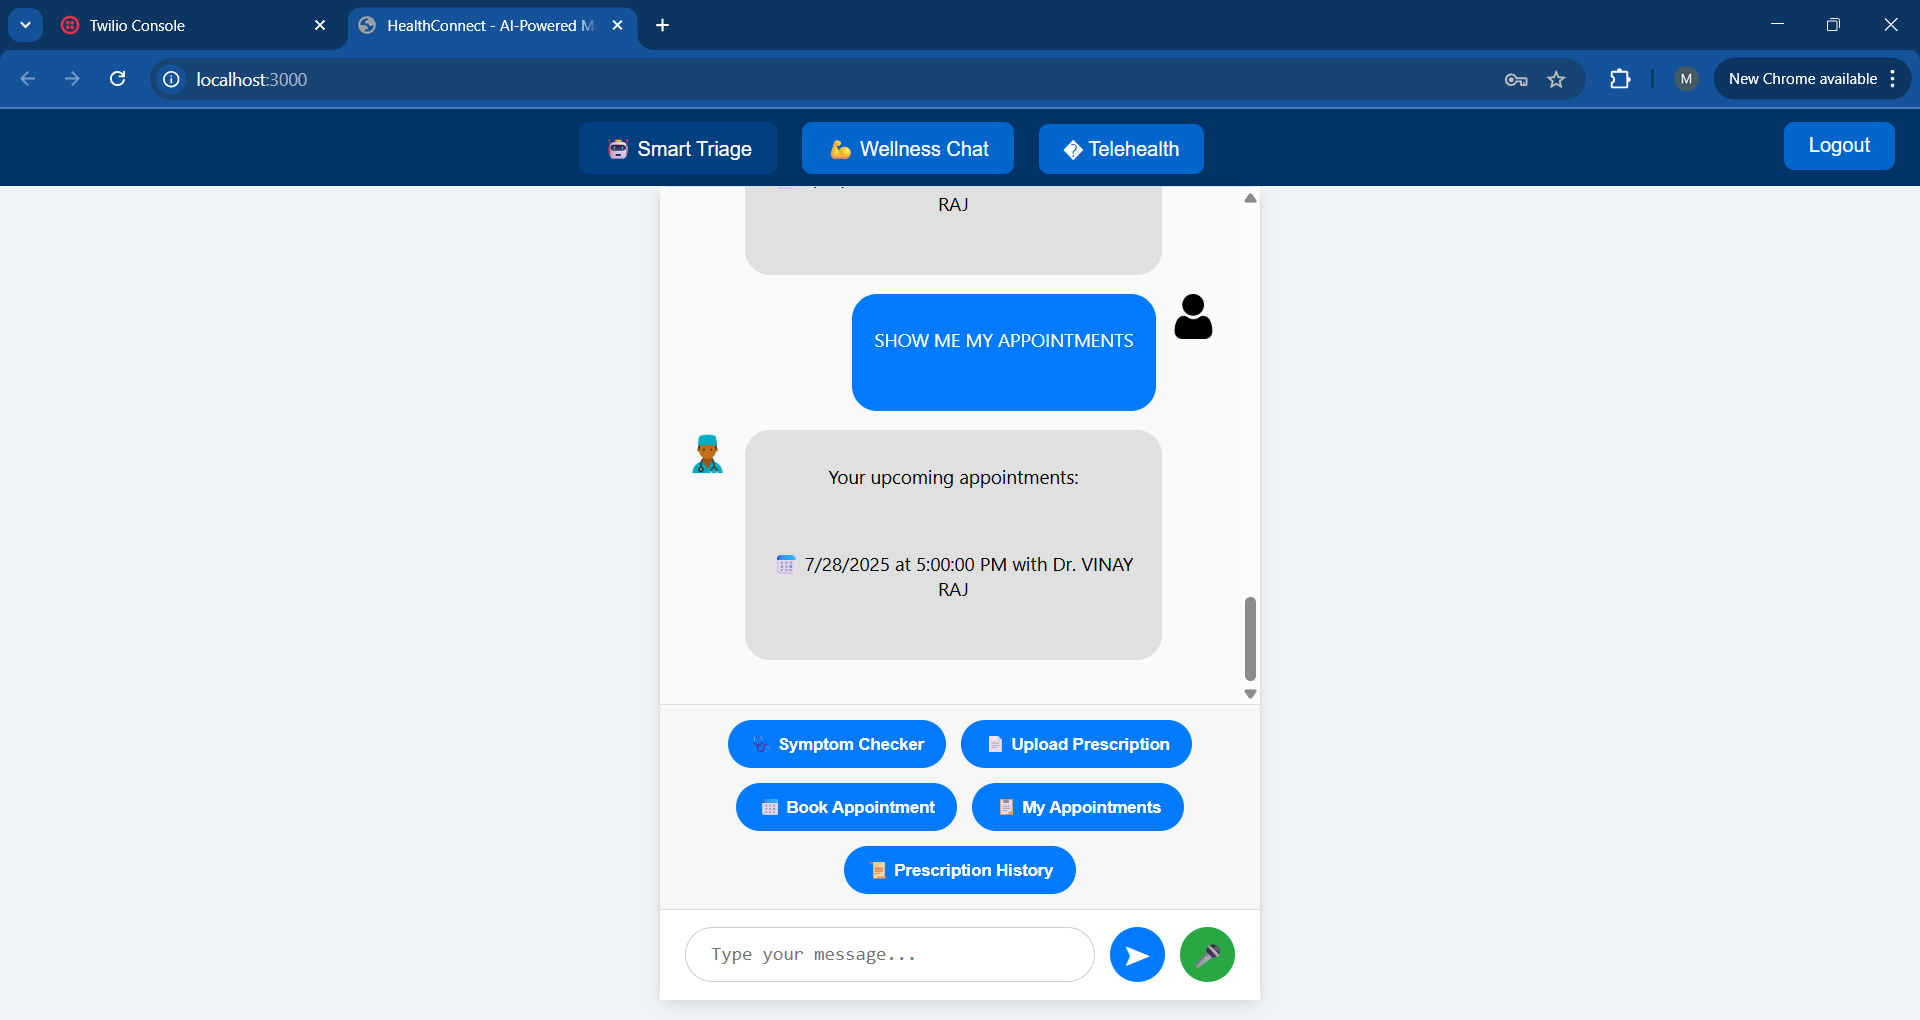 Twilio Console
HealthConnect - AI-Powered M
localhost:3000
M
New Chrome available
Smart Triage
Wellness Chat
� Telehealth
Logout
RAJ
SHOW ME MY APPOINTMENTS
Your upcoming appointments:
7/28/2025 at 5:00:00 PM with Dr. VINAY
RAJ
Symptom Checker
Upload Prescription
Book Appointment
My Appointments
Prescription History
Type your message...